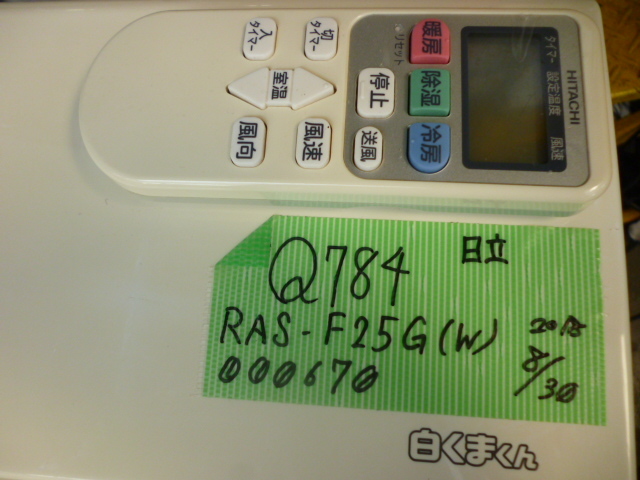 HITACHI
タイマー 設定温度 風速
暖房
除湿
冷房
リセット
停止
送風
切タイマー
入タイマー
室温
風速
風向
Q784 日立
RAS-F25G(W) 2018
000670 8/30
白くまくん